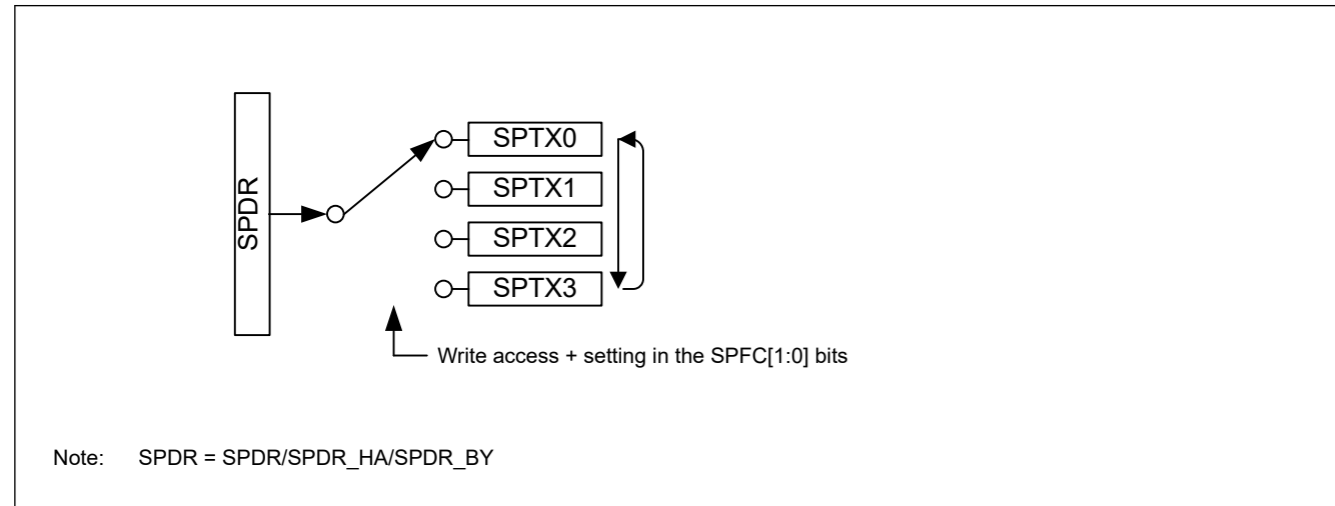 SPDR
SPTX0
SPTX1
SPTX2
SPTX3
Write access + setting in the SPFC[1:0] bits
Note: SPDR = SPDR/SPDR_HA/SPDR_BY